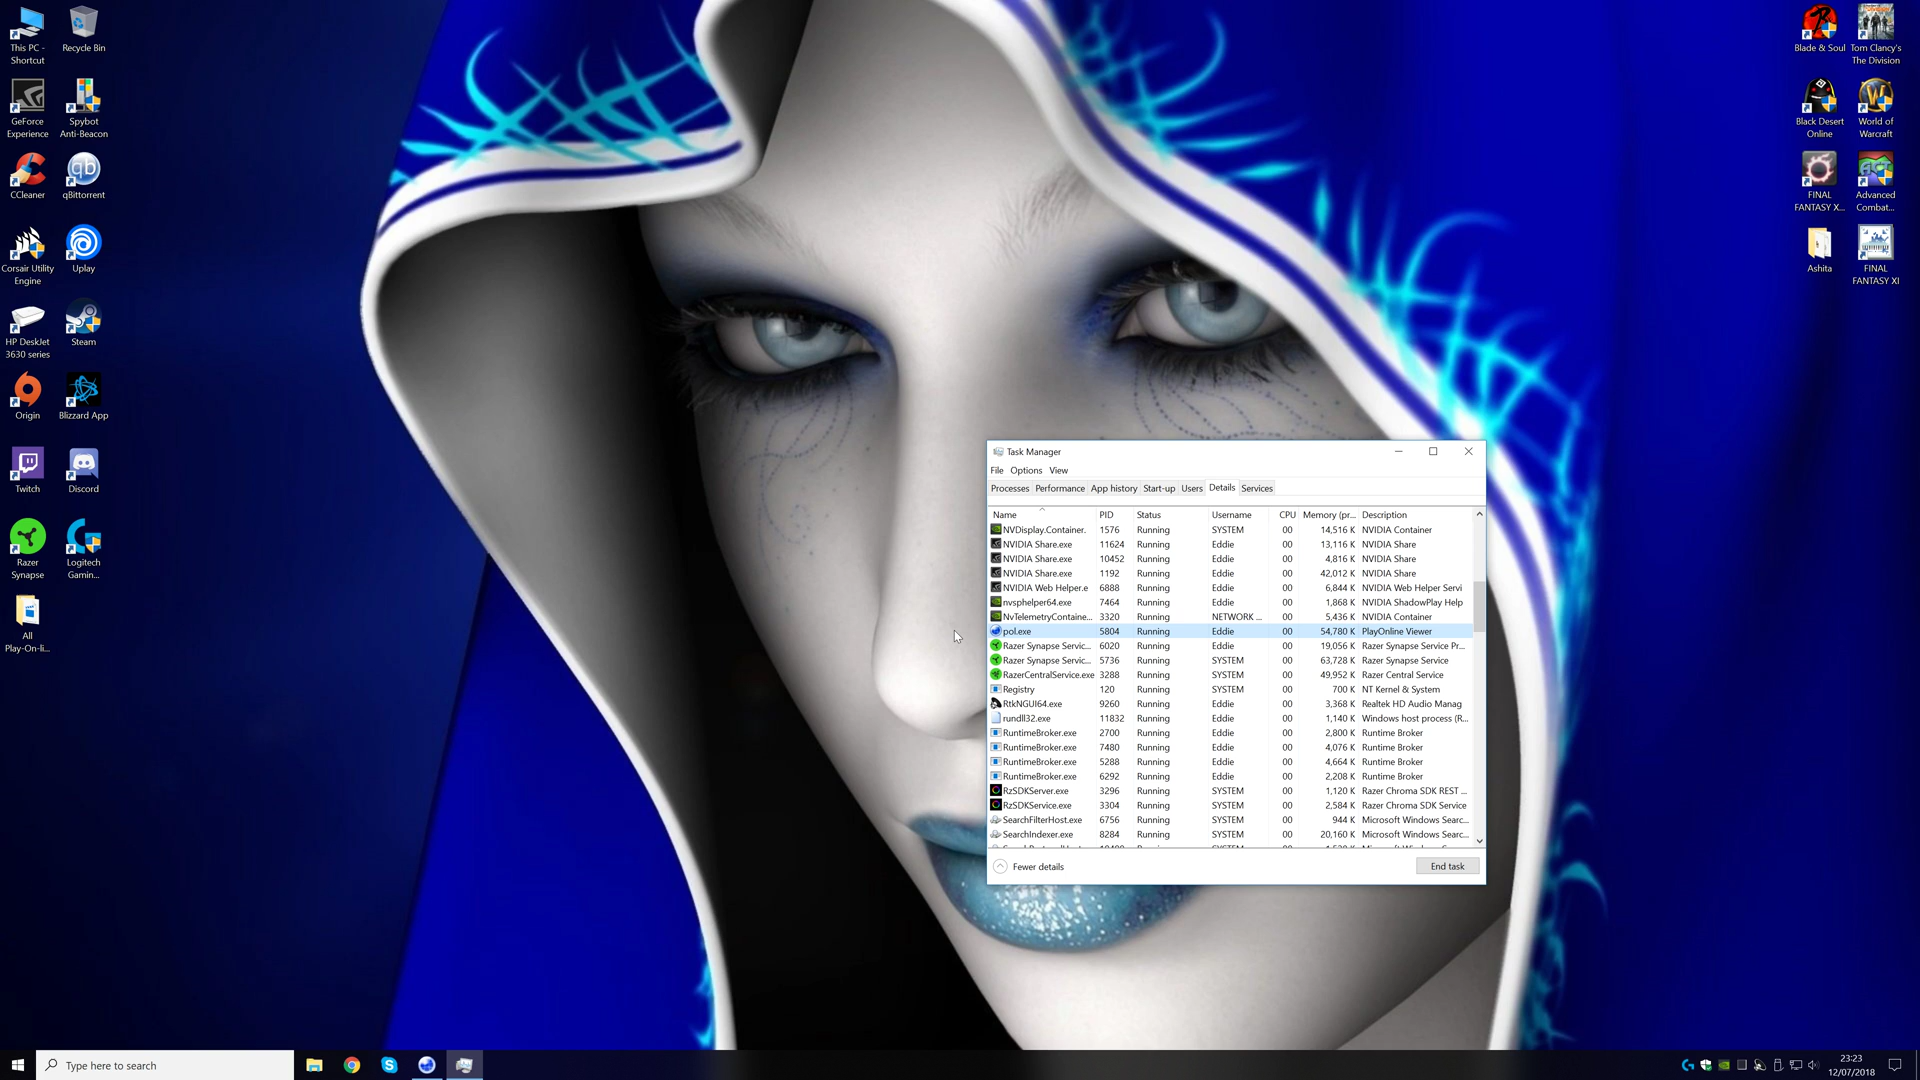 This PC -
Shortcut
Recycle Bin
GeForce
Experience
Spybot
Anti-Beacon
CCleaner
qBittorrent
Corsair Utility
Engine
Uplay
HP DeskJet
3630 series
Steam
Origin
Blizzard App
Twitch
Discord
Razer
Synapse
Logitech
Gamin...
All
Play-On-li...
Blade & Soul
Tom Clancy's
The Division
Black Desert
Online
World of
Warcraft
FINAL
FANTASY X...
Advanced
Combat...
Ashita
FINAL
FANTASY XI
Task Manager
File Options View
Processes Performance App history Start-up Users Details Services
Name PID Status Username CPU Memory (pr... Description
NVDisplay.Container. 1576 Running SYSTEM 00 14,516 K NVIDIA Container
NVIDIA Share.exe 11624 Running Eddie 00 13,116 K NVIDIA Share
NVIDIA Share.exe 10452 Running Eddie 00 4,816 K NVIDIA Share
NVIDIA Share.exe 1192 Running Eddie 00 42,012 K NVIDIA Share
NVIDIA Web Helper.e 6888 Running Eddie 00 6,844 K NVIDIA Web Helper Servi
nvsphelper64.exe 7464 Running Eddie 00 1,868 K NVIDIA ShadowPlay Help
NvTelemetryContaine... 3320 Running NETWORK ... 00 5,436 K NVIDIA Container
pol.exe 5804 Running Eddie 00 54,780 K PlayOnline Viewer
Razer Synapse Servic... 6020 Running Eddie 00 19,056 K Razer Synapse Service Pr...
Razer Synapse Servic... 5736 Running SYSTEM 00 63,728 K Razer Synapse Service
RazerCentralService.exe 3288 Running SYSTEM 00 49,952 K Razer Central Service
Registry 120 Running SYSTEM 00 700 K NT Kernel & System
RtkNGUI64.exe 9260 Running Eddie 00 3,368 K Realtek HD Audio Manag
rundll32.exe 11832 Running Eddie 00 1,140 K Windows host process (R...
RuntimeBroker.exe 2700 Running Eddie 00 2,800 K Runtime Broker
RuntimeBroker.exe 7480 Running Eddie 00 4,076 K Runtime Broker
RuntimeBroker.exe 5288 Running Eddie 00 4,664 K Runtime Broker
RuntimeBroker.exe 6292 Running Eddie 00 2,208 K Runtime Broker
RzSDKServer.exe 3296 Running SYSTEM 00 1,120 K Razer Chroma SDK REST ...
RzSDKService.exe 3304 Running SYSTEM 00 2,584 K Razer Chroma SDK Service
SearchFilterHost.exe 6756 Running SYSTEM 00 944 K Microsoft Windows Searc...
SearchIndexer.exe 8284 Running SYSTEM 00 20,160 K Microsoft Windows Searc...
Fewer details
End task
Type here to search
23:23
12/07/2018